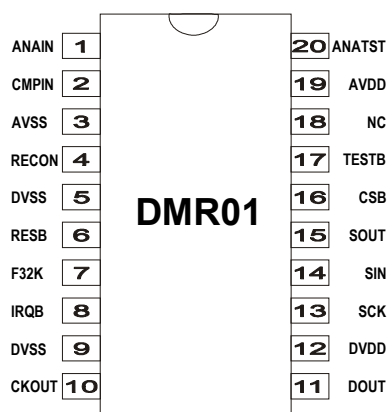 ANAIN 1 20 ANATST
CMPIN 2 19 AVDD
AVSS 3 18 NC
RECON 4 17 TESTB
DVSS 5 16 CSB
DMR01
RESB 6 15 SOUT
F32K 7 14 SIN
IRQB 8 13 SCK
DVSS 9 12 DVDD
CKOUT 10 11 DOUT